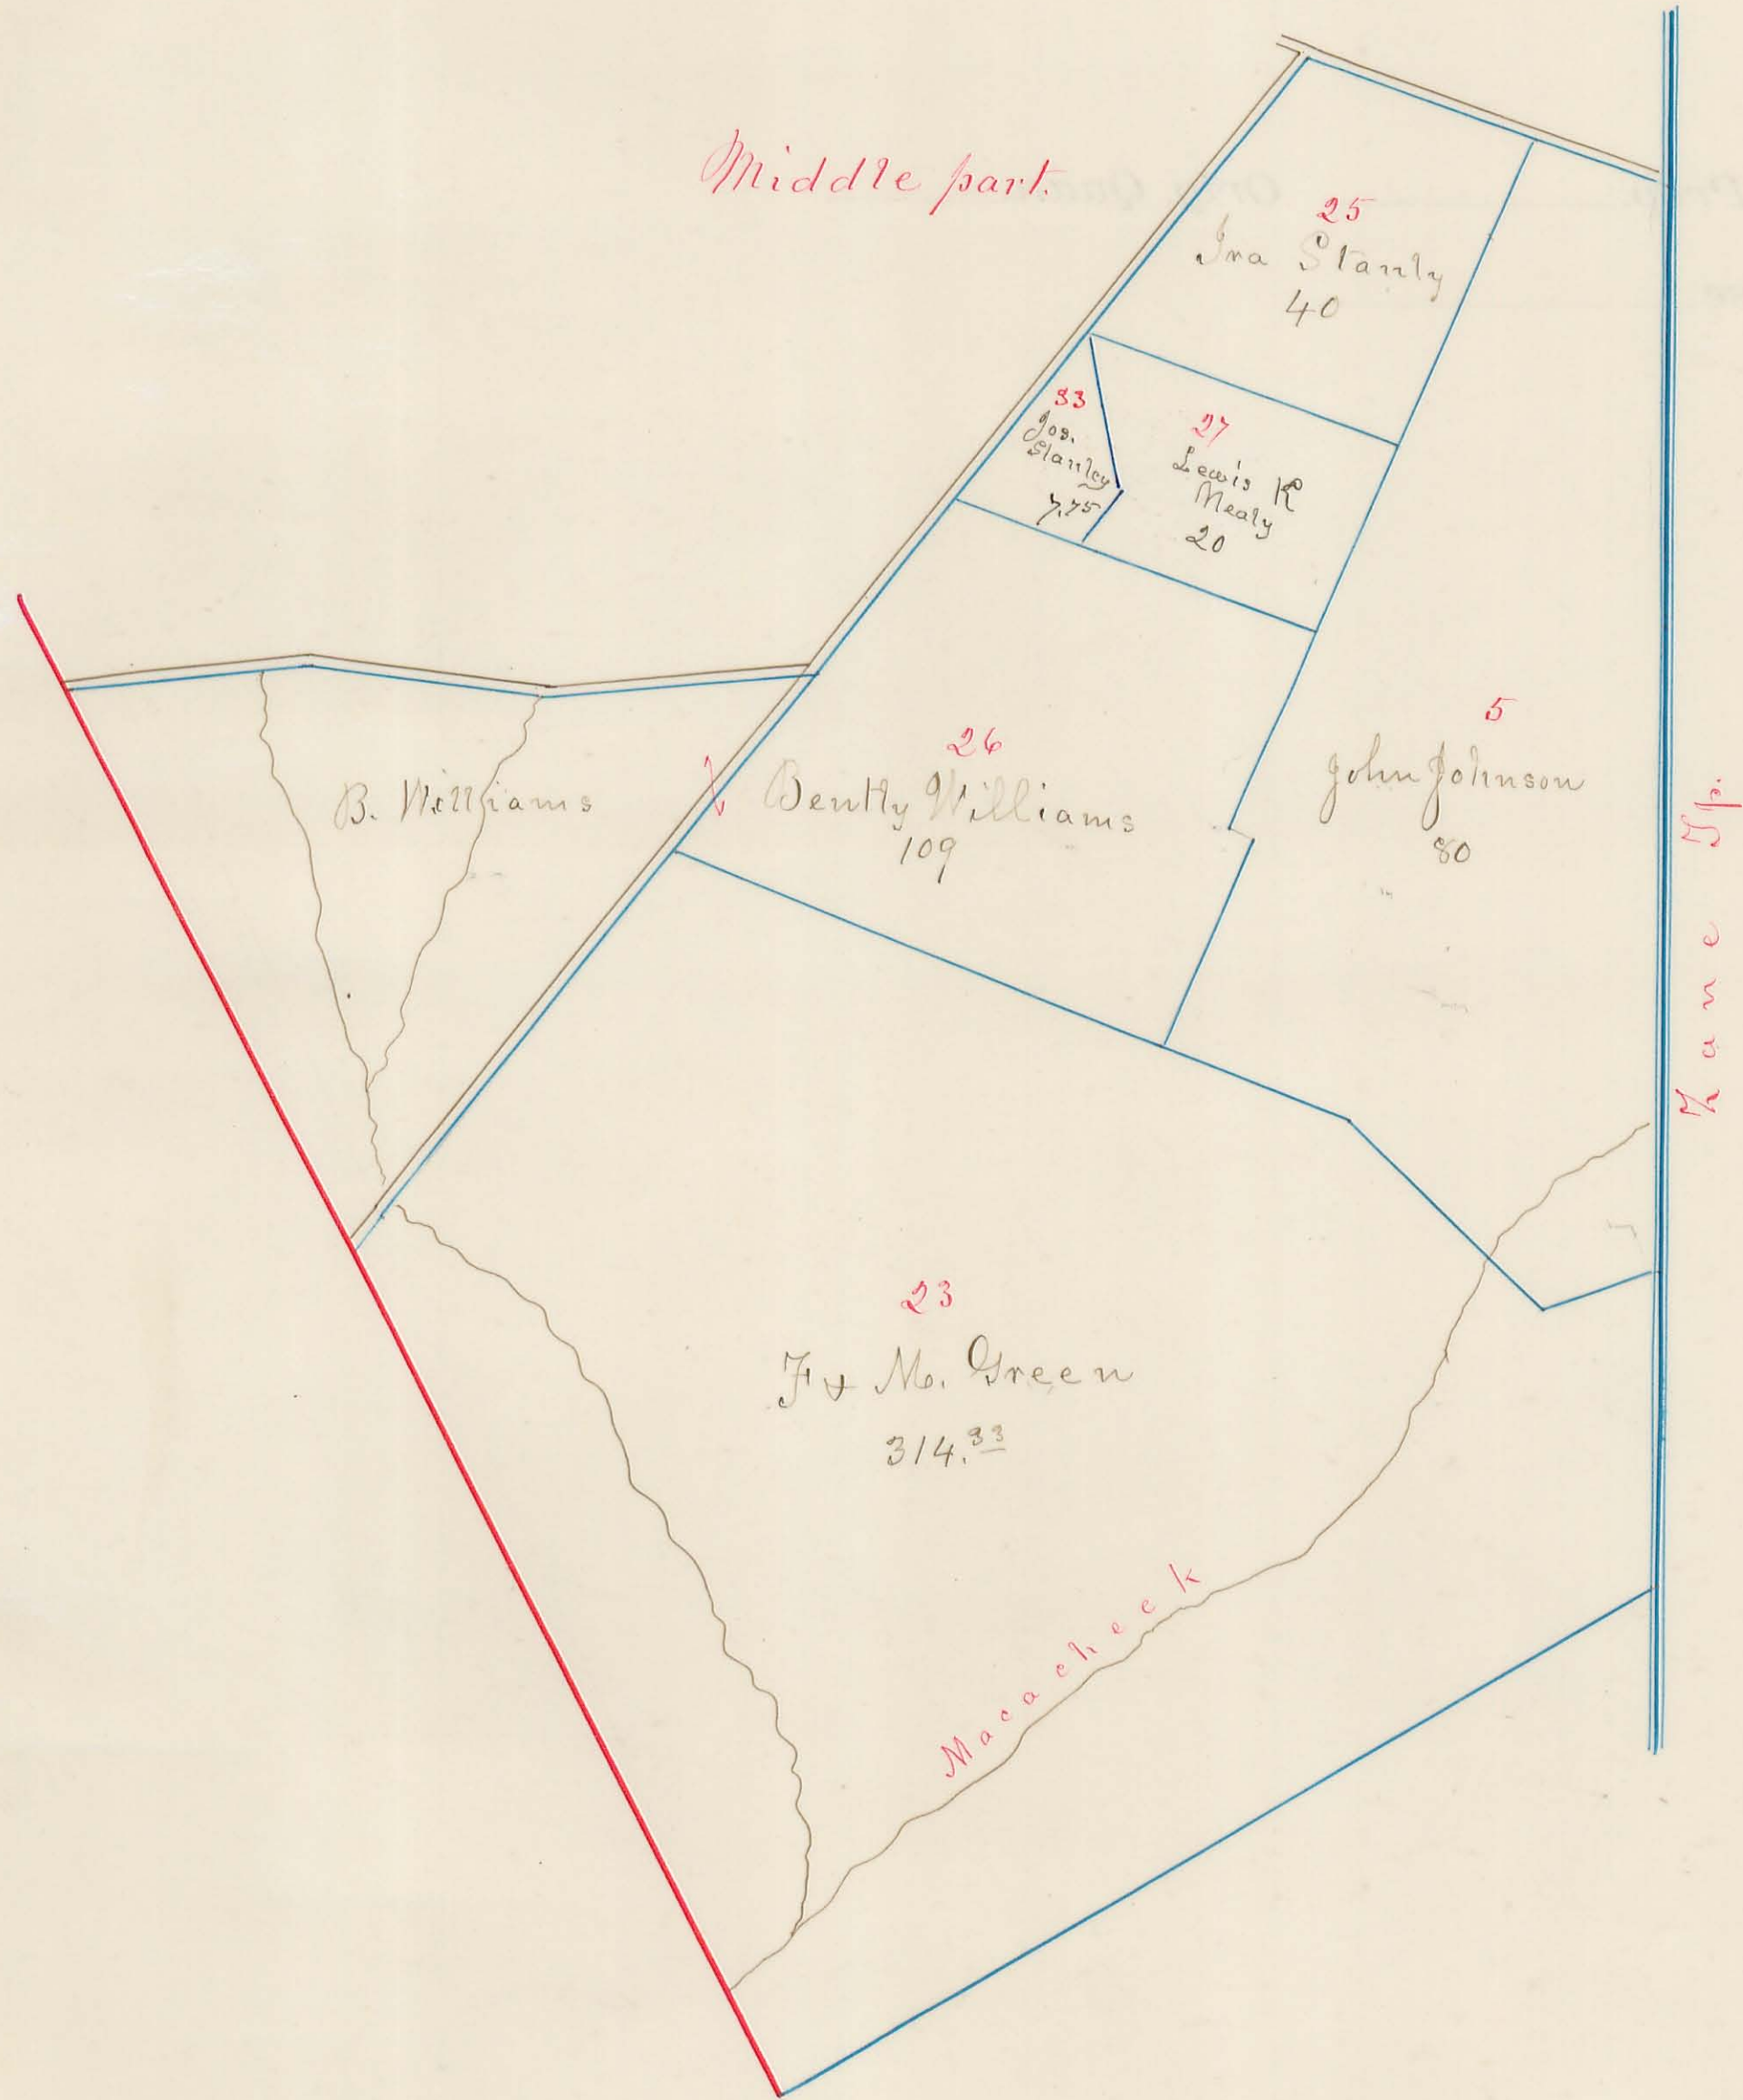 Middle part.
25
Ira Stanly
40
33
Jos.
Stanley
7.75
27
Lewis K
Mealy
20
26
Bently Williams
109
B. Williams
5
John Johnson
80
Zane Tp.
23
F & M. Green
314.33
Macacheek